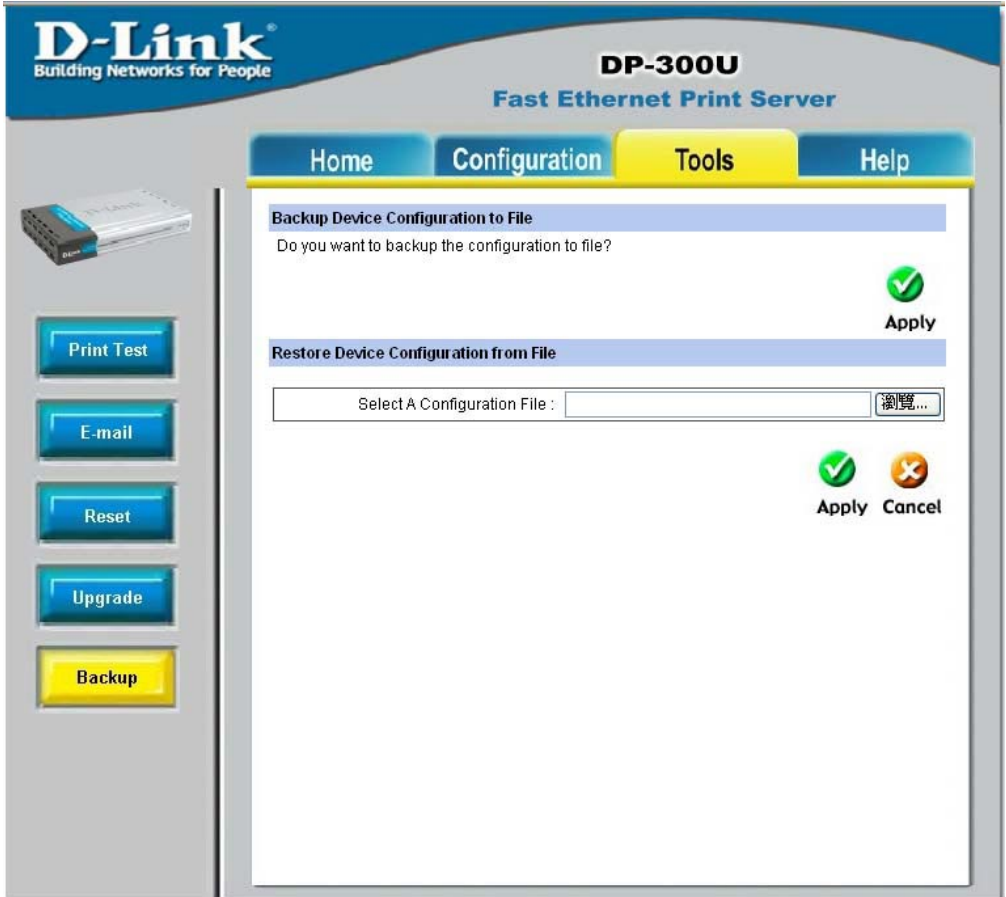 D-Link®
Building Networks for People
DP-300U
Fast Ethernet Print Server
Home
Configuration
Tools
Help
Backup Device Configuration to File
Do you want to backup the configuration to file?
Apply
Print Test
Restore Device Configuration from File
Select A Configuration File :
瀏覽...
E-mail
Apply
Cancel
Reset
Upgrade
Backup